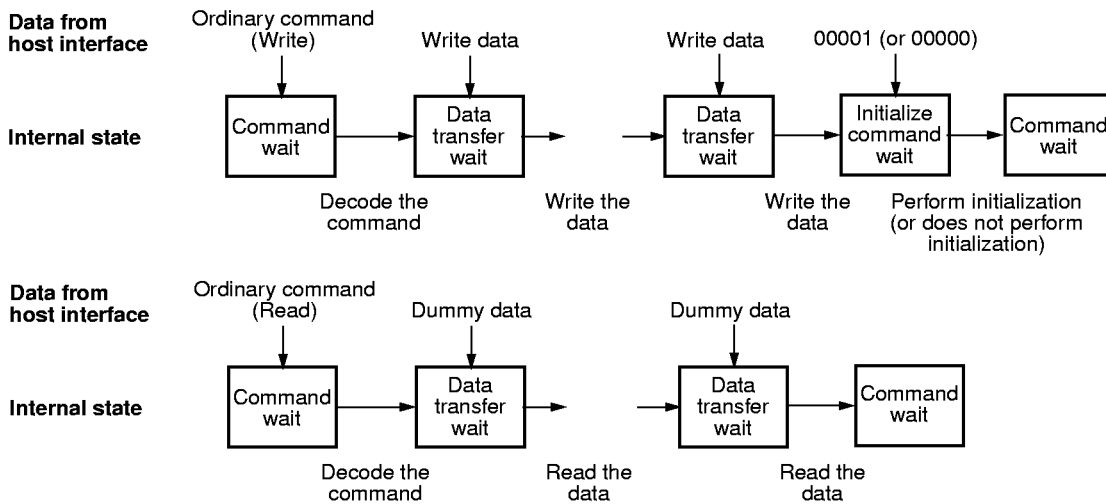 Data from
host interface
Ordinary command
(Write)
Write data
Write data
00001 (or 00000)
Internal state
Command
wait
Data
transfer
wait
Data
transfer
wait
Initialize
command
wait
Command
wait
Decode the
command
Write the
data
Write the
data
Perform initialization
(or does not perform
initialization)
Data from
host interface
Ordinary command
(Read)
Dummy data
Dummy data
Internal state
Command
wait
Data
transfer
wait
Data
transfer
wait
Command
wait
Decode the
command
Read the
data
Read the
data